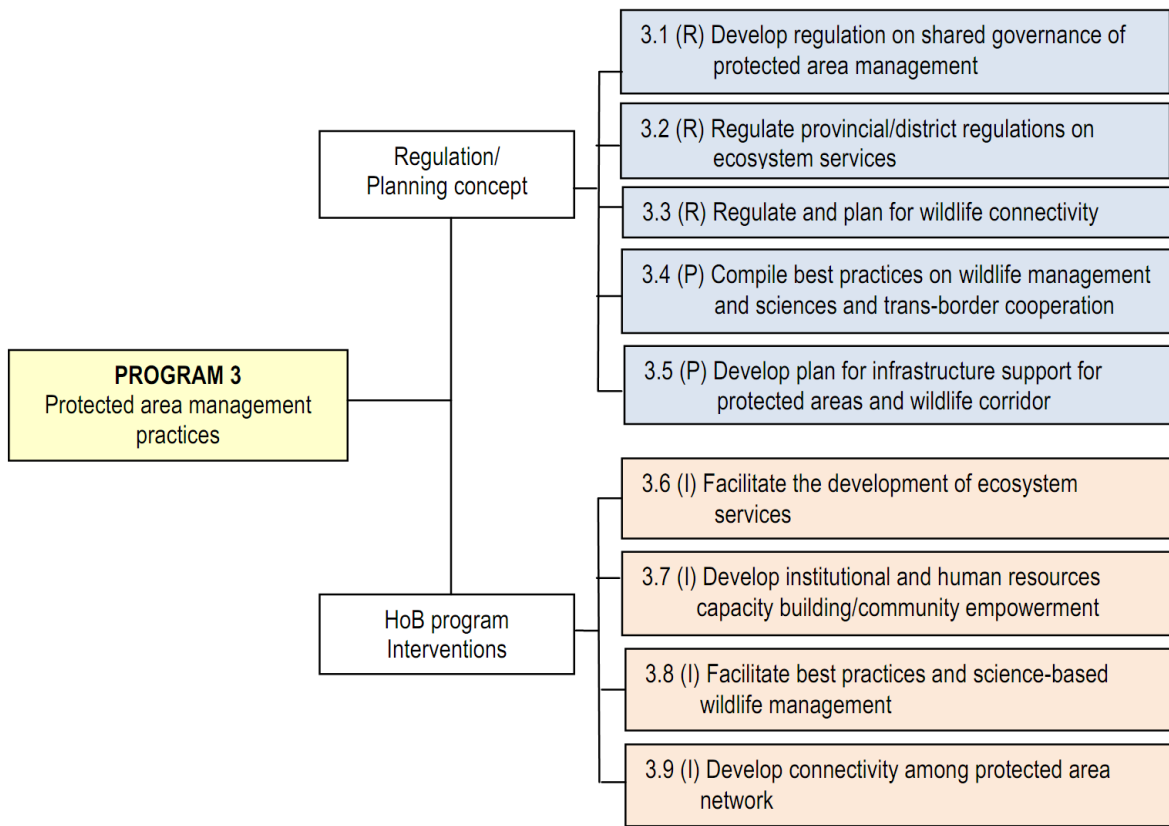 PROGRAM 3
Protected area management
practices
Regulation/
Planning concept
3.1 (R) Develop regulation on shared governance of
protected area management
3.2 (R) Regulate provincial/district regulations on
ecosystem services
3.3 (R) Regulate and plan for wildlife connectivity
3.4 (P) Compile best practices on wildlife management
and sciences and trans-border cooperation
3.5 (P) Develop plan for infrastructure support for
protected areas and wildlife corridor
HoB program
Interventions
3.6 (I) Facilitate the development of ecosystem
services
3.7 (I) Develop institutional and human resources
capacity building/community empowerment
3.8 (I) Facilitate best practices and science-based
wildlife management
3.9 (I) Develop connectivity among protected area
network